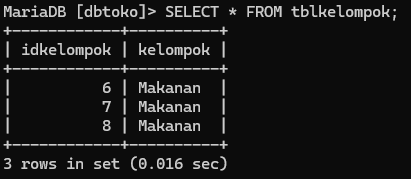 MariaDB [dbtoko]> SELECT * FROM tblkelompok;
+------------+----------+
| idkelompok | kelompok |
+------------+----------+
|          6 | Makanan  |
|          7 | Makanan  |
|          8 | Makanan  |
+------------+----------+
3 rows in set (0.016 sec)